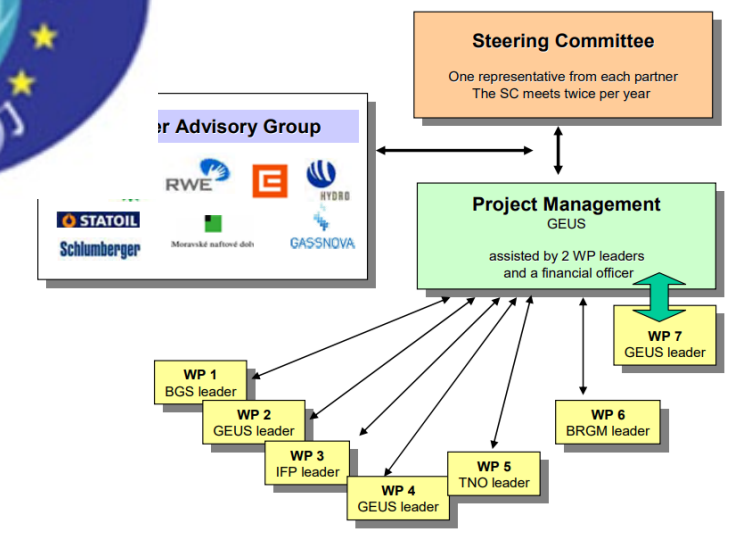 Steering Committee
One representative from each partner
The SC meets twice per year
Advisory Group
RWE
HYDRO
STATOIL
Schlumberger
Moravské naftové doly
GASSNOVA
Project Management
GEUS
assisted by 2 WP leaders
and a financial officer
WP 7
GEUS leader
WP 1
BGS leader
WP 2
GEUS leader
WP 3
IFP leader
WP 4
GEUS leader
WP 5
TNO leader
WP 6
BRGM leader